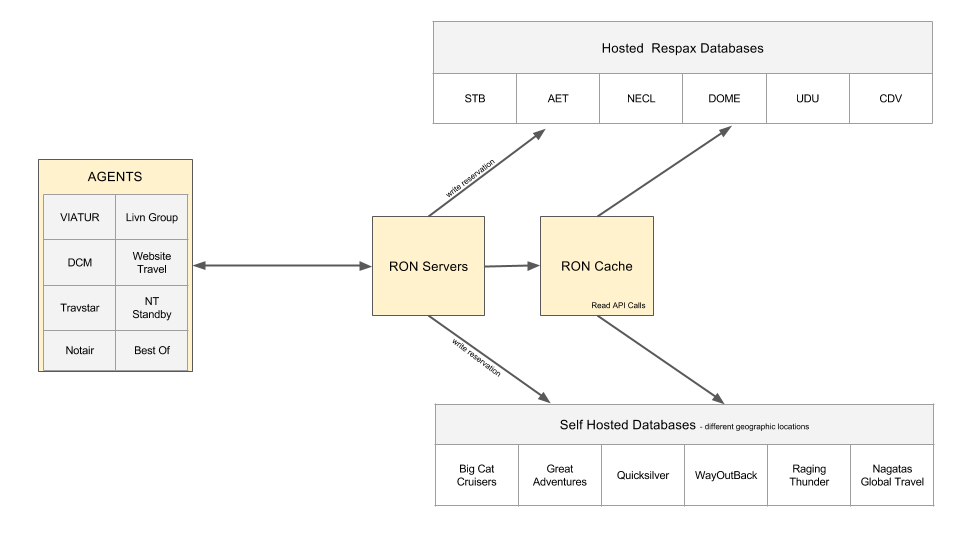 Hosted Respax Databases
STB
AET
NECL
DOME
UDU
CDV
AGENTS
VIATUR
Livn Group
DCM
Website
Travel
Travstar
NT
Standby
Notair
Best Of
write reservation
RON Servers
RON Cache
Read API Calls
write reservation
Self Hosted Databases - different geographic locations
Big Cat
Cruisers
Great
Adventures
Quicksilver
WayOutBack
Raging
Thunder
Nagatas
Global Travel